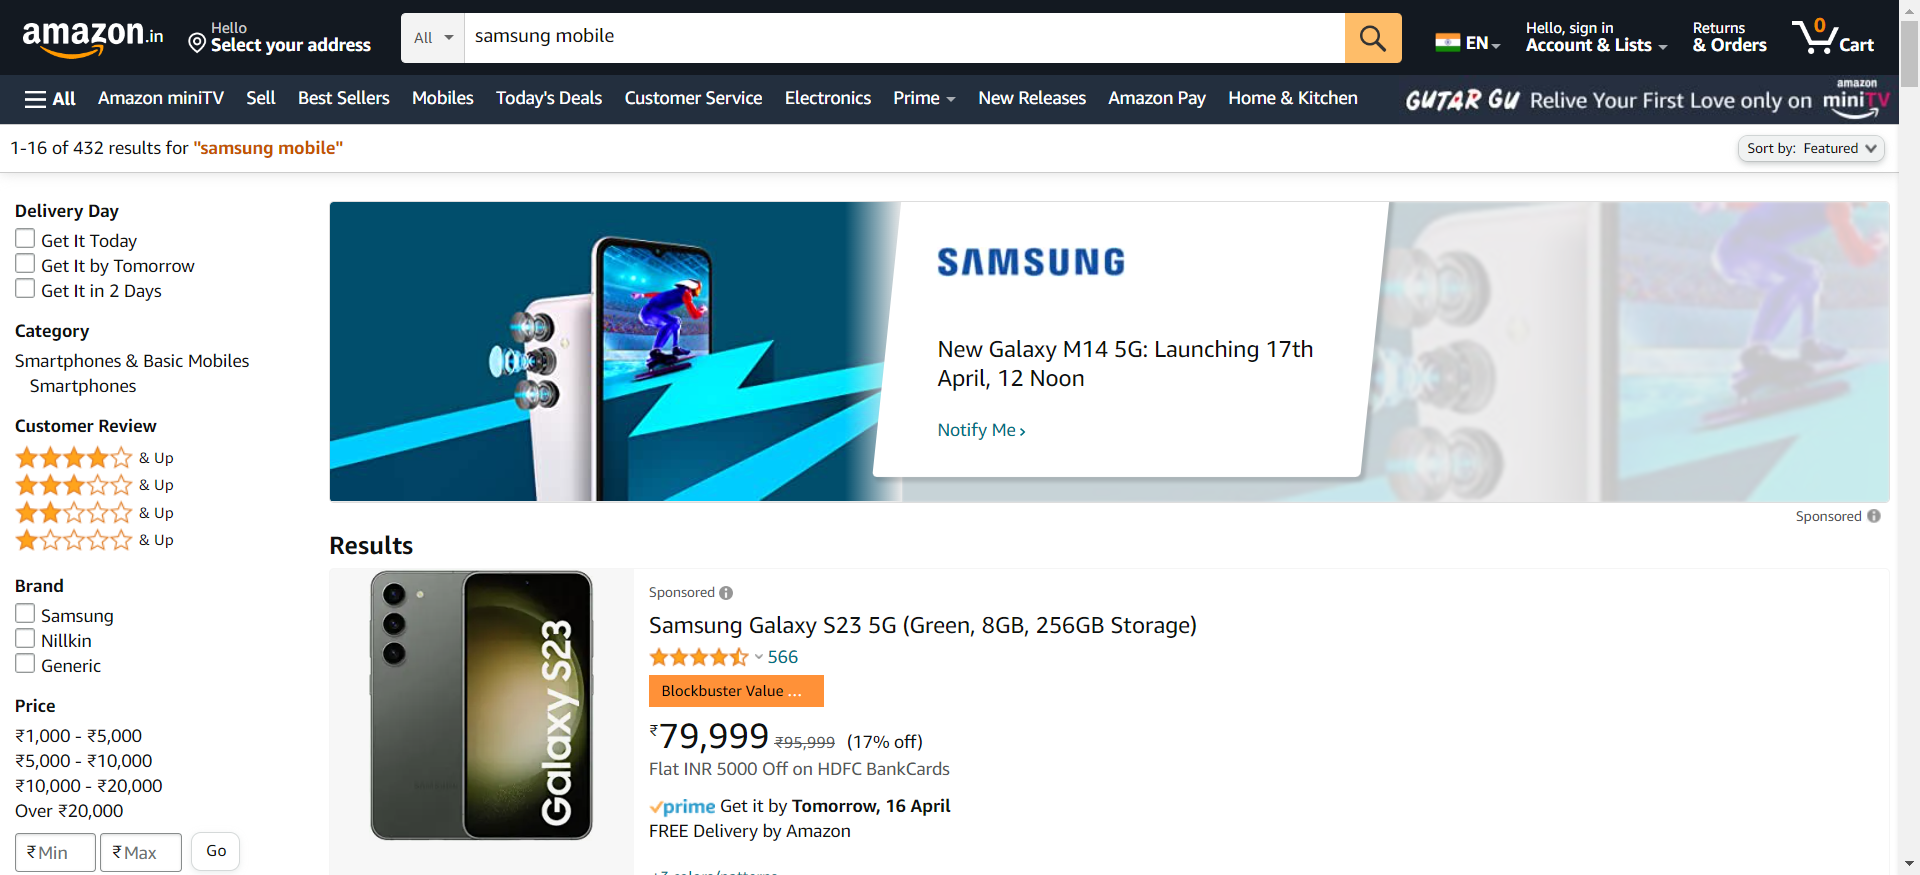 amazon.in
Hello
Select your address
All
samsung mobile
EN
Hello, sign in
Account & Lists
Returns
& Orders
0
Cart
All
Amazon miniTV
Sell
Best Sellers
Mobiles
Today's Deals
Customer Service
Electronics
Prime
New Releases
Amazon Pay
Home & Kitchen
GUTAR GU Relive Your First Love only on amazon miniTV
1-16 of 432 results for "samsung mobile"
Sort by: Featured
Delivery Day
Get It Today
Get It by Tomorrow
Get It in 2 Days
Category
Smartphones & Basic Mobiles
Smartphones
Customer Review
& Up
& Up
& Up
& Up
Brand
Samsung
Nillkin
Generic
Price
₹1,000 - ₹5,000
₹5,000 - ₹10,000
₹10,000 - ₹20,000
Over ₹20,000
₹ Min
₹ Max
Go
SAMSUNG
New Galaxy M14 5G: Launching 17th
April, 12 Noon
Notify Me ›
Sponsored
Results
Galaxy S23
Sponsored
Samsung Galaxy S23 5G (Green, 8GB, 256GB Storage)
566
Blockbuster Value ...
₹79,999 ₹95,999 (17% off)
Flat INR 5000 Off on HDFC BankCards
prime Get it by Tomorrow, 16 April
FREE Delivery by Amazon